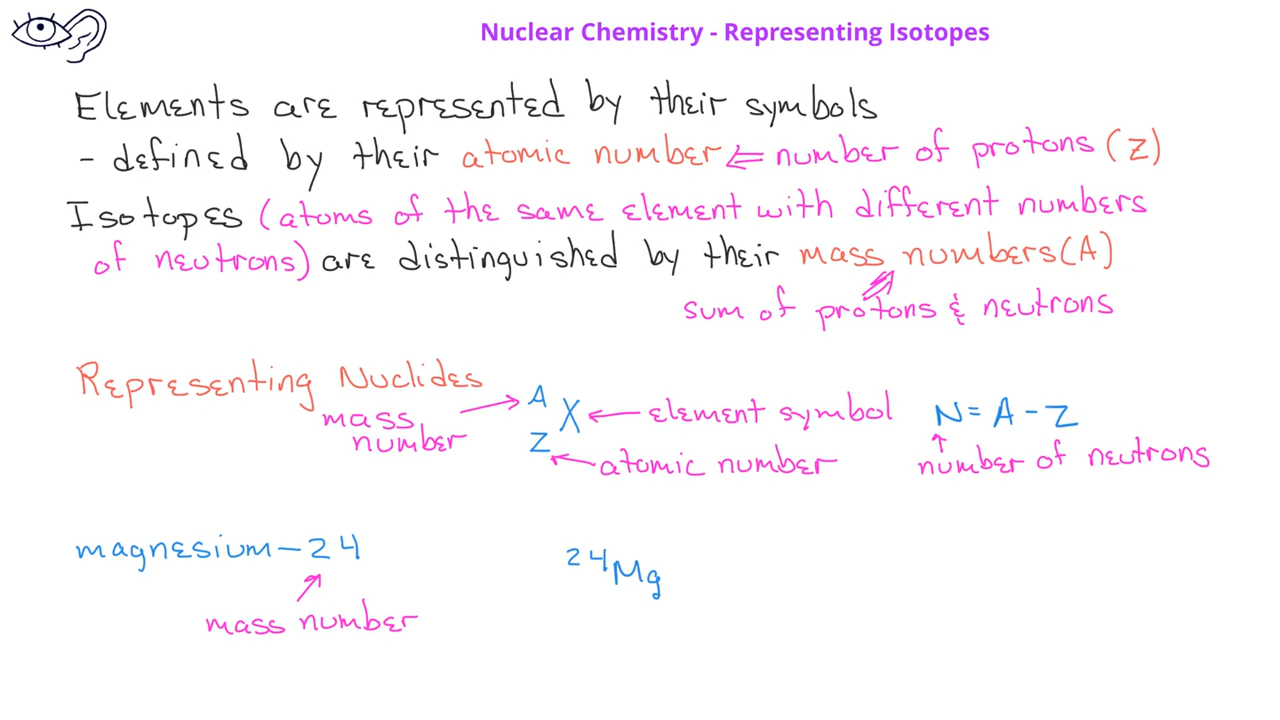 Nuclear Chemistry - Representing Isotopes
Elements are represented by their symbols
- defined by their atomic number ⇐ number of protons (Z)
Isotopes (atoms of the same element with different numbers
of neutrons) are distinguished by their mass numbers (A)
sum of protons & neutrons
Representing Nuclides
mass
number
A
X
Z
element symbol
atomic number
N = A - Z
number of neutrons
magnesium - 24
mass number
24Mg